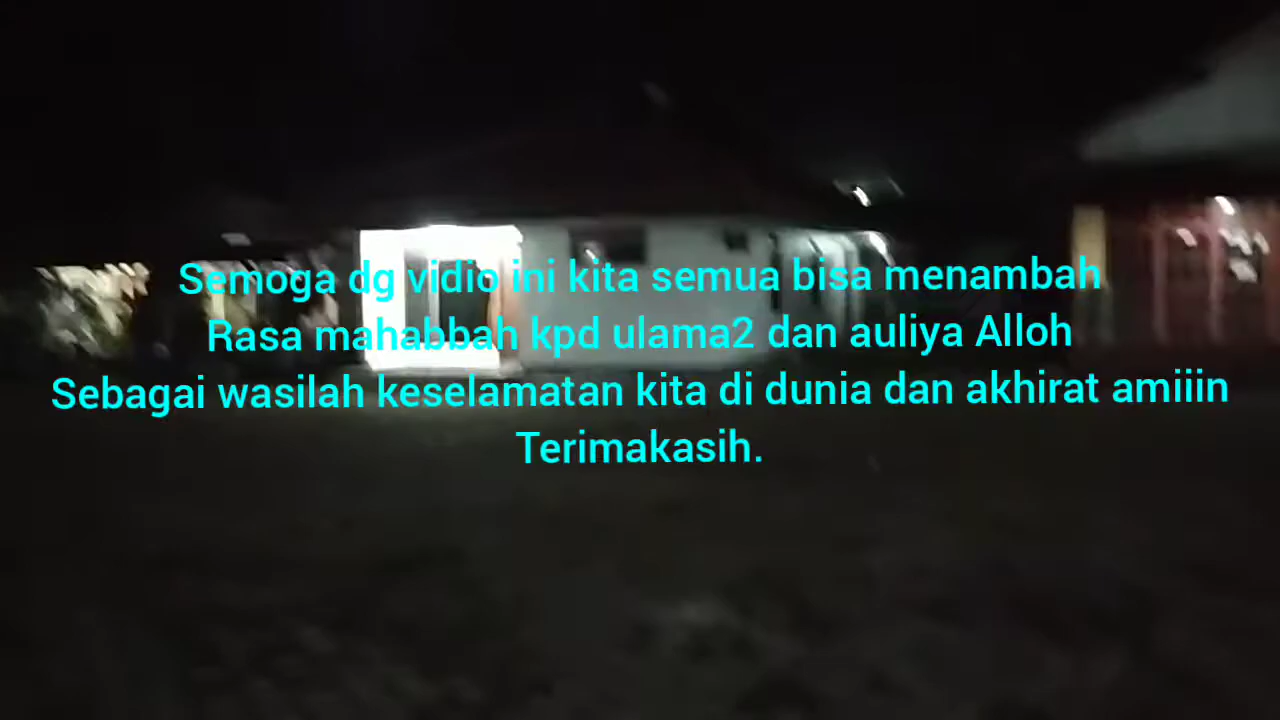 Semoga dg vidio ini kita semua bisa menambah
Rasa mahabbah kpd ulama2 dan auliya Alloh
Sebagai wasilah keselamatan kita di dunia dan akhirat amiiin
Terimakasih.